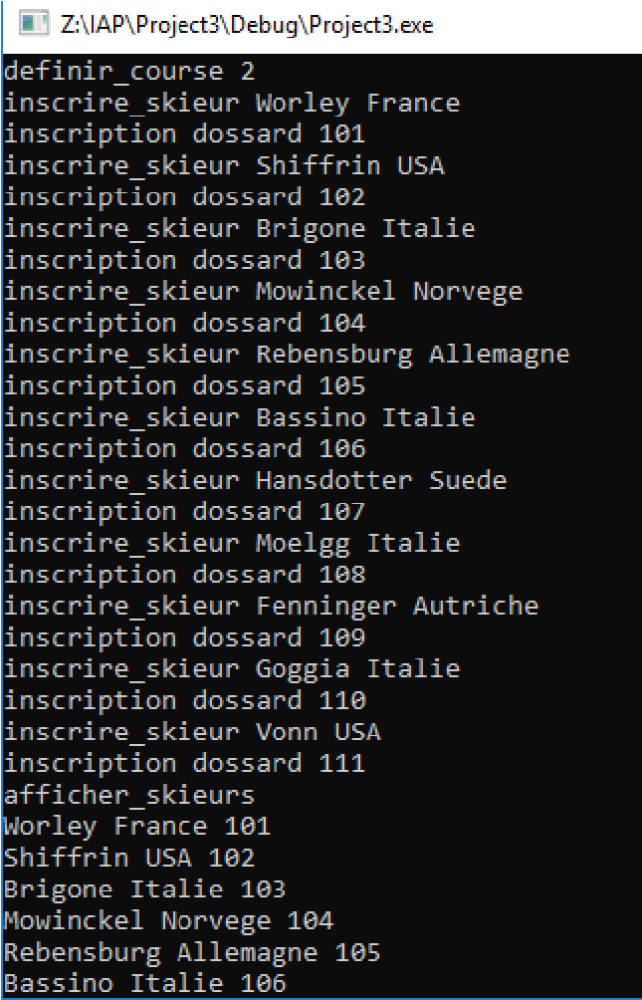 Z:\IAP\Project3\Debug\Project3.exe
definir_course 2
inscrire_skieur Worley France
inscription dossard 101
inscrire_skieur Shiffrin USA
inscription dossard 102
inscrire_skieur Brigone Italie
inscription dossard 103
inscrire_skieur Mowinckel Norvege
inscription dossard 104
inscrire_skieur Rebensburg Allemagne
inscription dossard 105
inscrire_skieur Bassino Italie
inscription dossard 106
inscrire_skieur Hansdotter Suede
inscription dossard 107
inscrire_skieur Moelgg Italie
inscription dossard 108
inscrire_skieur Fenninger Autriche
inscription dossard 109
inscrire_skieur Goggia Italie
inscription dossard 110
inscrire_skieur Vonn USA
inscription dossard 111
afficher_skieurs
Worley France 101
Shiffrin USA 102
Brigone Italie 103
Mowinckel Norvege 104
Rebensburg Allemagne 105
Bassino Italie 106